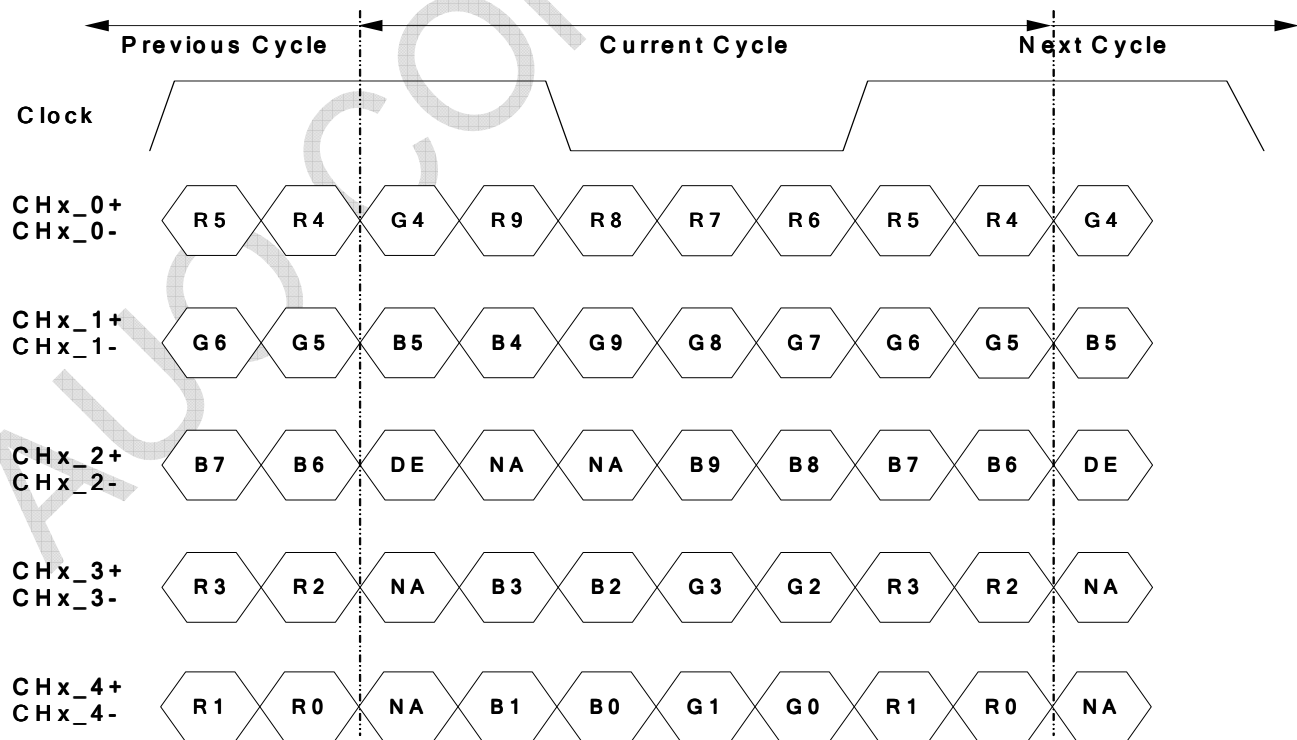 Previous Cycle Current Cycle Next Cycle
Clock
CHx_0+
CHx_0-
R5 R4 G4 R9 R8 R7 R6 R5 R4 G4
CHx_1+
CHx_1-
G6 G5 B5 B4 G9 G8 G7 G6 G5 B5
CHx_2+
CHx_2-
B7 B6 DE NA NA B9 B8 B7 B6 DE
CHx_3+
CHx_3-
R3 R2 NA B3 B2 G3 G2 R3 R2 NA
CHx_4+
CHx_4-
R1 R0 NA B1 B0 G1 G0 R1 R0 NA
AUO